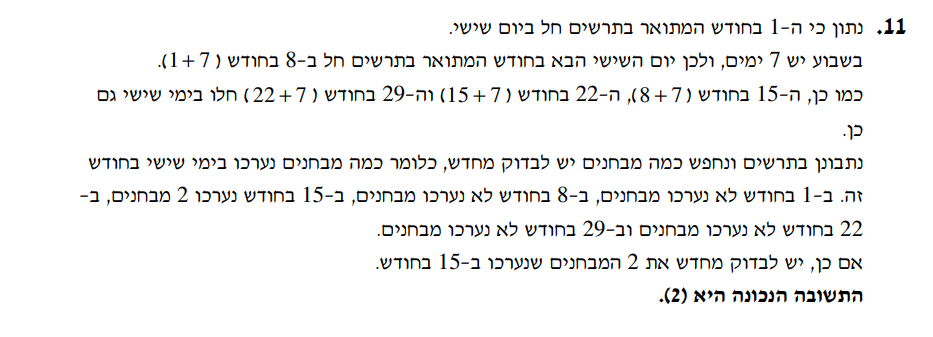 11. נתון כי ה-1 בחודש המתואר בתרשים חל ביום שישי.
בשבוע יש 7 ימים, ולכן יום השישי הבא בחודש המתואר בתרשים חל ב-8 בחודש (1+7).
כמו כן, ה-15 בחודש (8+7), ה-22 בחודש (15+7) וה-29 בחודש (22+7) חלו בימי שישי גם
כן.
נתבונן בתרשים ונחפש כמה מבחנים יש לבדוק מחדש, כלומר כמה מבחנים נערכו בימי שישי בחודש
זה. ב-1 בחודש לא נערכו מבחנים, ב-8 בחודש לא נערכו מבחנים, ב-15 בחודש נערכו 2 מבחנים, ב-
22 בחודש לא נערכו מבחנים וב-29 בחודש לא נערכו מבחנים.
אם כן, יש לבדוק מחדש את 2 המבחנים שנערכו ב-15 בחודש.
התשובה הנכונה היא (2).